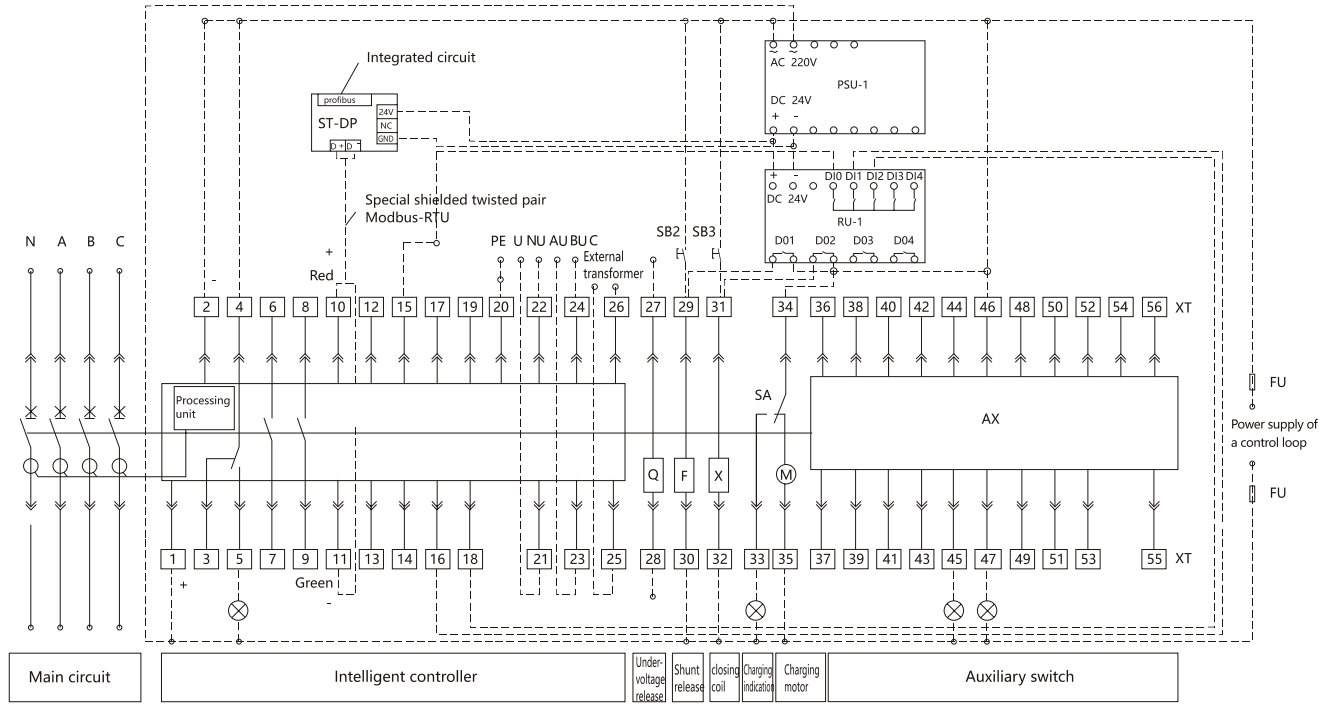 Integrated circuit
profibus
ST-DP
24V
NC
GND
D + D -
AC 220V
PSU-1
DC 24V
+ -
+ -
DC 24V
DI0 DI1 DI2 DI3 DI4
RU-1
D01 D02 D03 D04
Special shielded twisted pair
Modbus-RTU
N A B C
+
Red
-
PE U N U A U B U C
External
transformer
SB2 SB3
2 4 6 8 10 12 15 17 19 20 22 24 26 27 29 31 34 36 38 40 42 44 46 48 50 52 54 56 XT
Processing
unit
SA
AX
FU
Power supply of
a control loop
FU
Q F X M
1 3 5 7 9 11 13 14 16 18 21 23 25 28 30 32 33 35 37 39 41 43 45 47 49 51 53 55 XT
+
Green
-
Main circuit
Intelligent controller
Under-
voltage
release
Shunt
release
closing
coil
Charging
indication
Charging
motor
Auxiliary switch